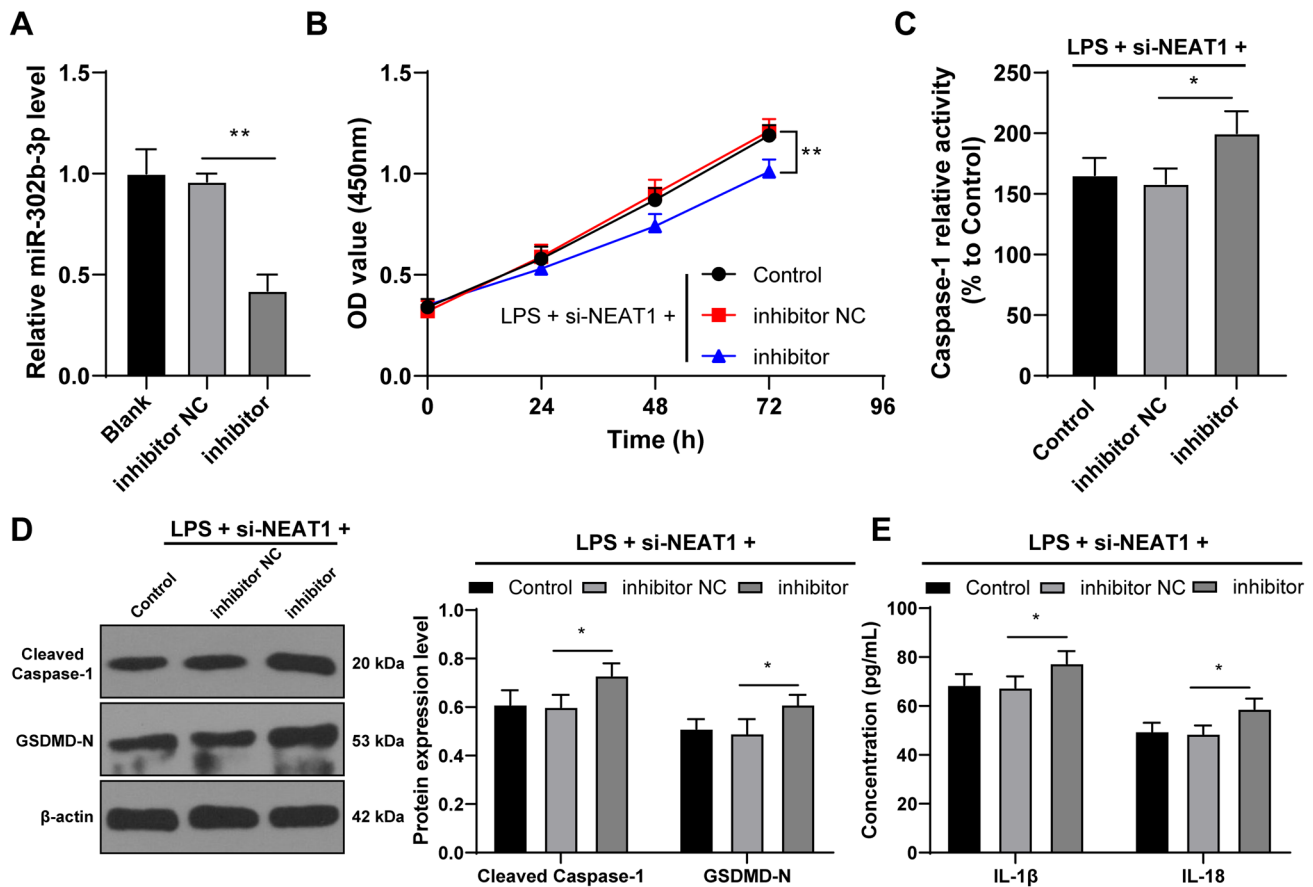 A
Relative miR-302b-3p level
1.5
1.0
0.5
0.0
**
Blank
inhibitor NC
inhibitor
B
OD value (450nm)
1.5
1.0
0.5
0.0
**
LPS + si-NEAT1 +
Control
inhibitor NC
inhibitor
0
24
48
72
96
Time (h)
C
LPS + si-NEAT1 +
Caspase-1 relative activity
(% to Control)
250
200
150
100
50
0
*
Control
inhibitor NC
inhibitor
D
LPS + si-NEAT1 +
Control
inhibitor NC
inhibitor
Cleaved
Caspase-1
20 kDa
GSDMD-N
53 kDa
β-actin
42 kDa
LPS + si-NEAT1 +
Control
inhibitor NC
inhibitor
Protein expression level
1.0
0.8
0.6
0.4
0.2
0.0
*
*
Cleaved Caspase-1
GSDMD-N
E
LPS + si-NEAT1 +
Control
inhibitor NC
inhibitor
Concentration (pg/mL)
100
80
60
40
20
0
*
*
IL-1β
IL-18